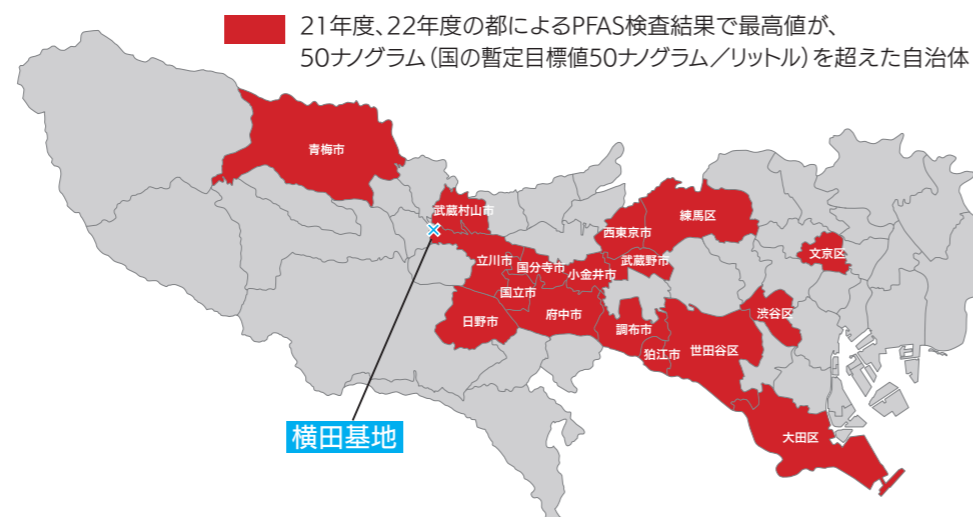 21年度、22年度の都によるPFAS検査結果で最高値が、
50ナノグラム(国の暫定目標値50ナノグラム／リットル)を超えた自治体
青梅市
武蔵村山市
練馬区
西東京市
文京区
立川市
国分寺市
小金井市
武蔵野市
国立市
渋谷区
日野市
府中市
調布市
世田谷区
狛江市
横田基地
大田区